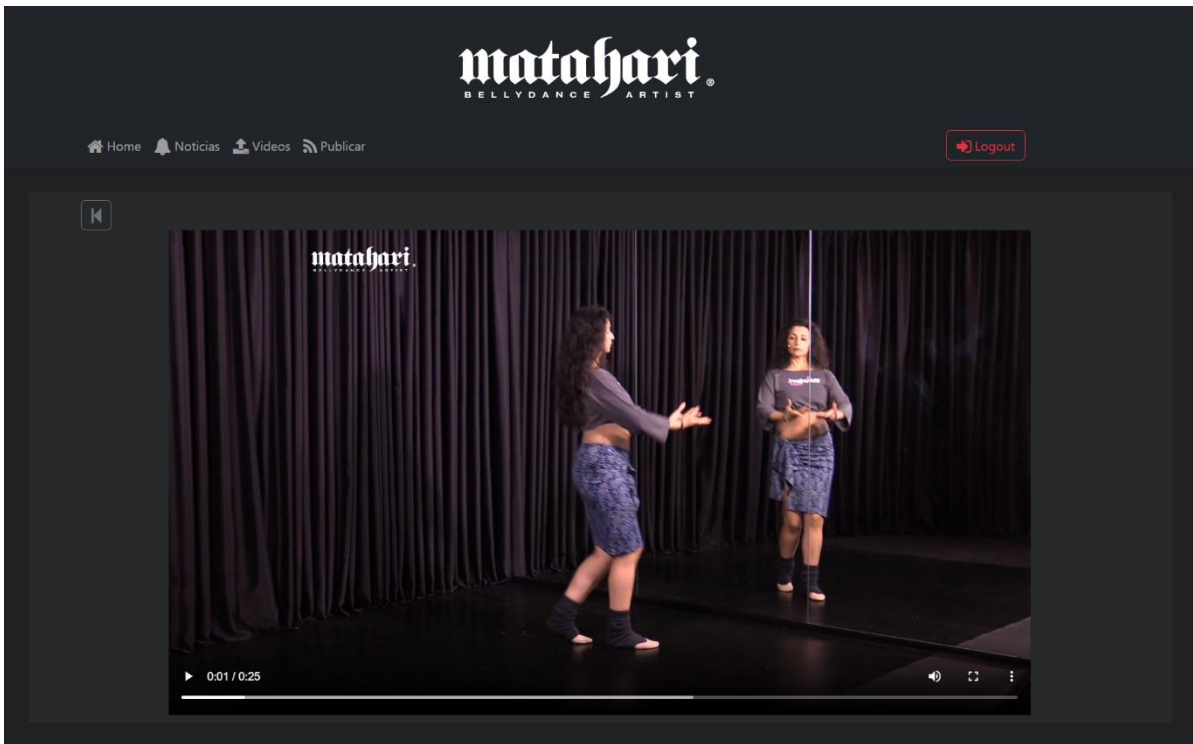 matahari®
BELLYDANCE ARTIST
Home Noticias Videos Publicar
Logout
matahari®
BELLYDANCE ARTIST
0:01 / 0:25